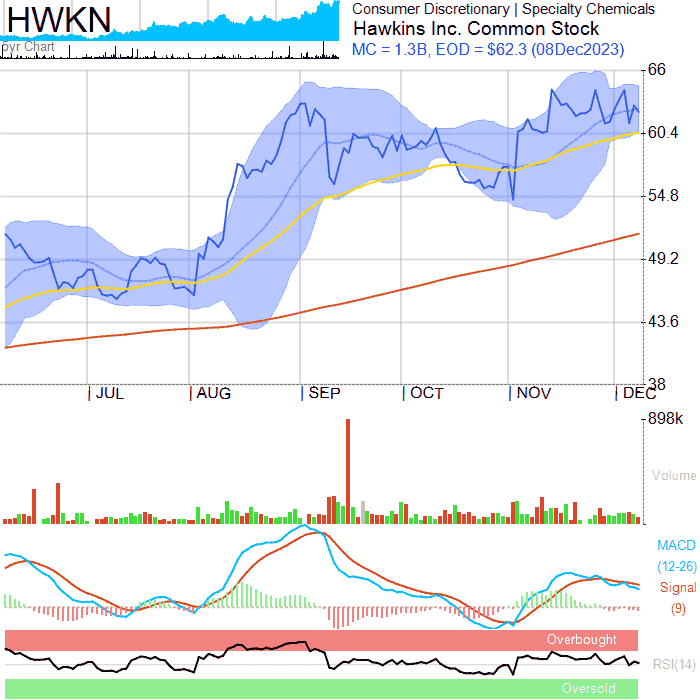 HWKN
5yr Chart
Consumer Discretionary | Specialty Chemicals
Hawkins Inc. Common Stock
MC = 1.3B, EOD = $62.3 (08Dec2023)
66
60.4
54.8
49.2
43.6
38
JUL AUG SEP OCT NOV DEC
898k
Volume
MACD
(12-26)
Signal
(9)
Overbought
RSI(14)
Oversold